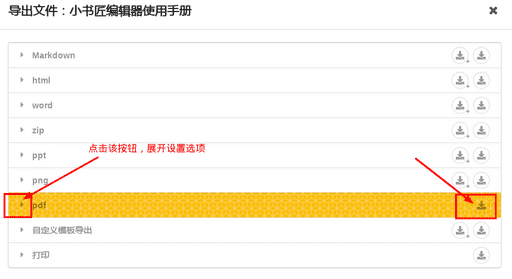 导出文件：小书匠编辑器使用手册
Markdown
html
word
zip
点击该按钮，展开设置选项
ppt
png
pdf
自定义模板导出
打印